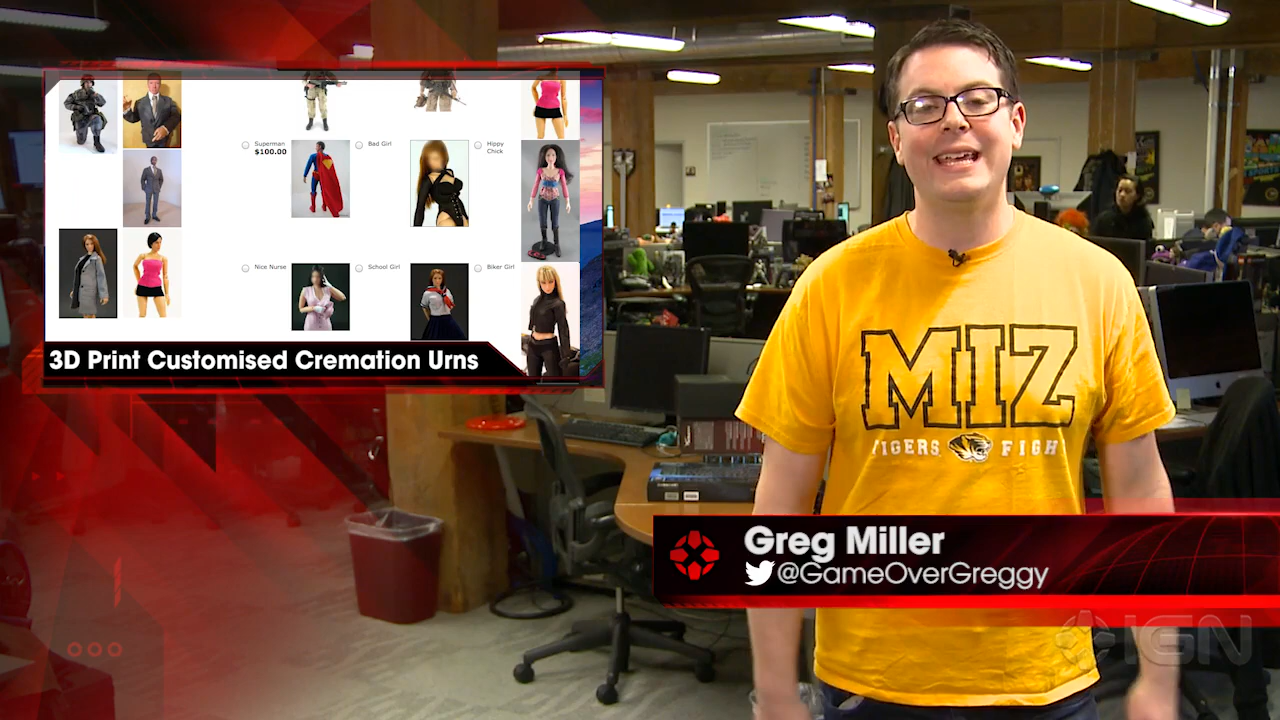 Superman
$100.00
Bad Girl
Hippy
Chick
Nice Nurse
School Girl
Biker Girl
3D Print Customised Cremation Urns
MIZ
TIGERS FIGH
Greg Miller
@GameOverGreggy
IGN